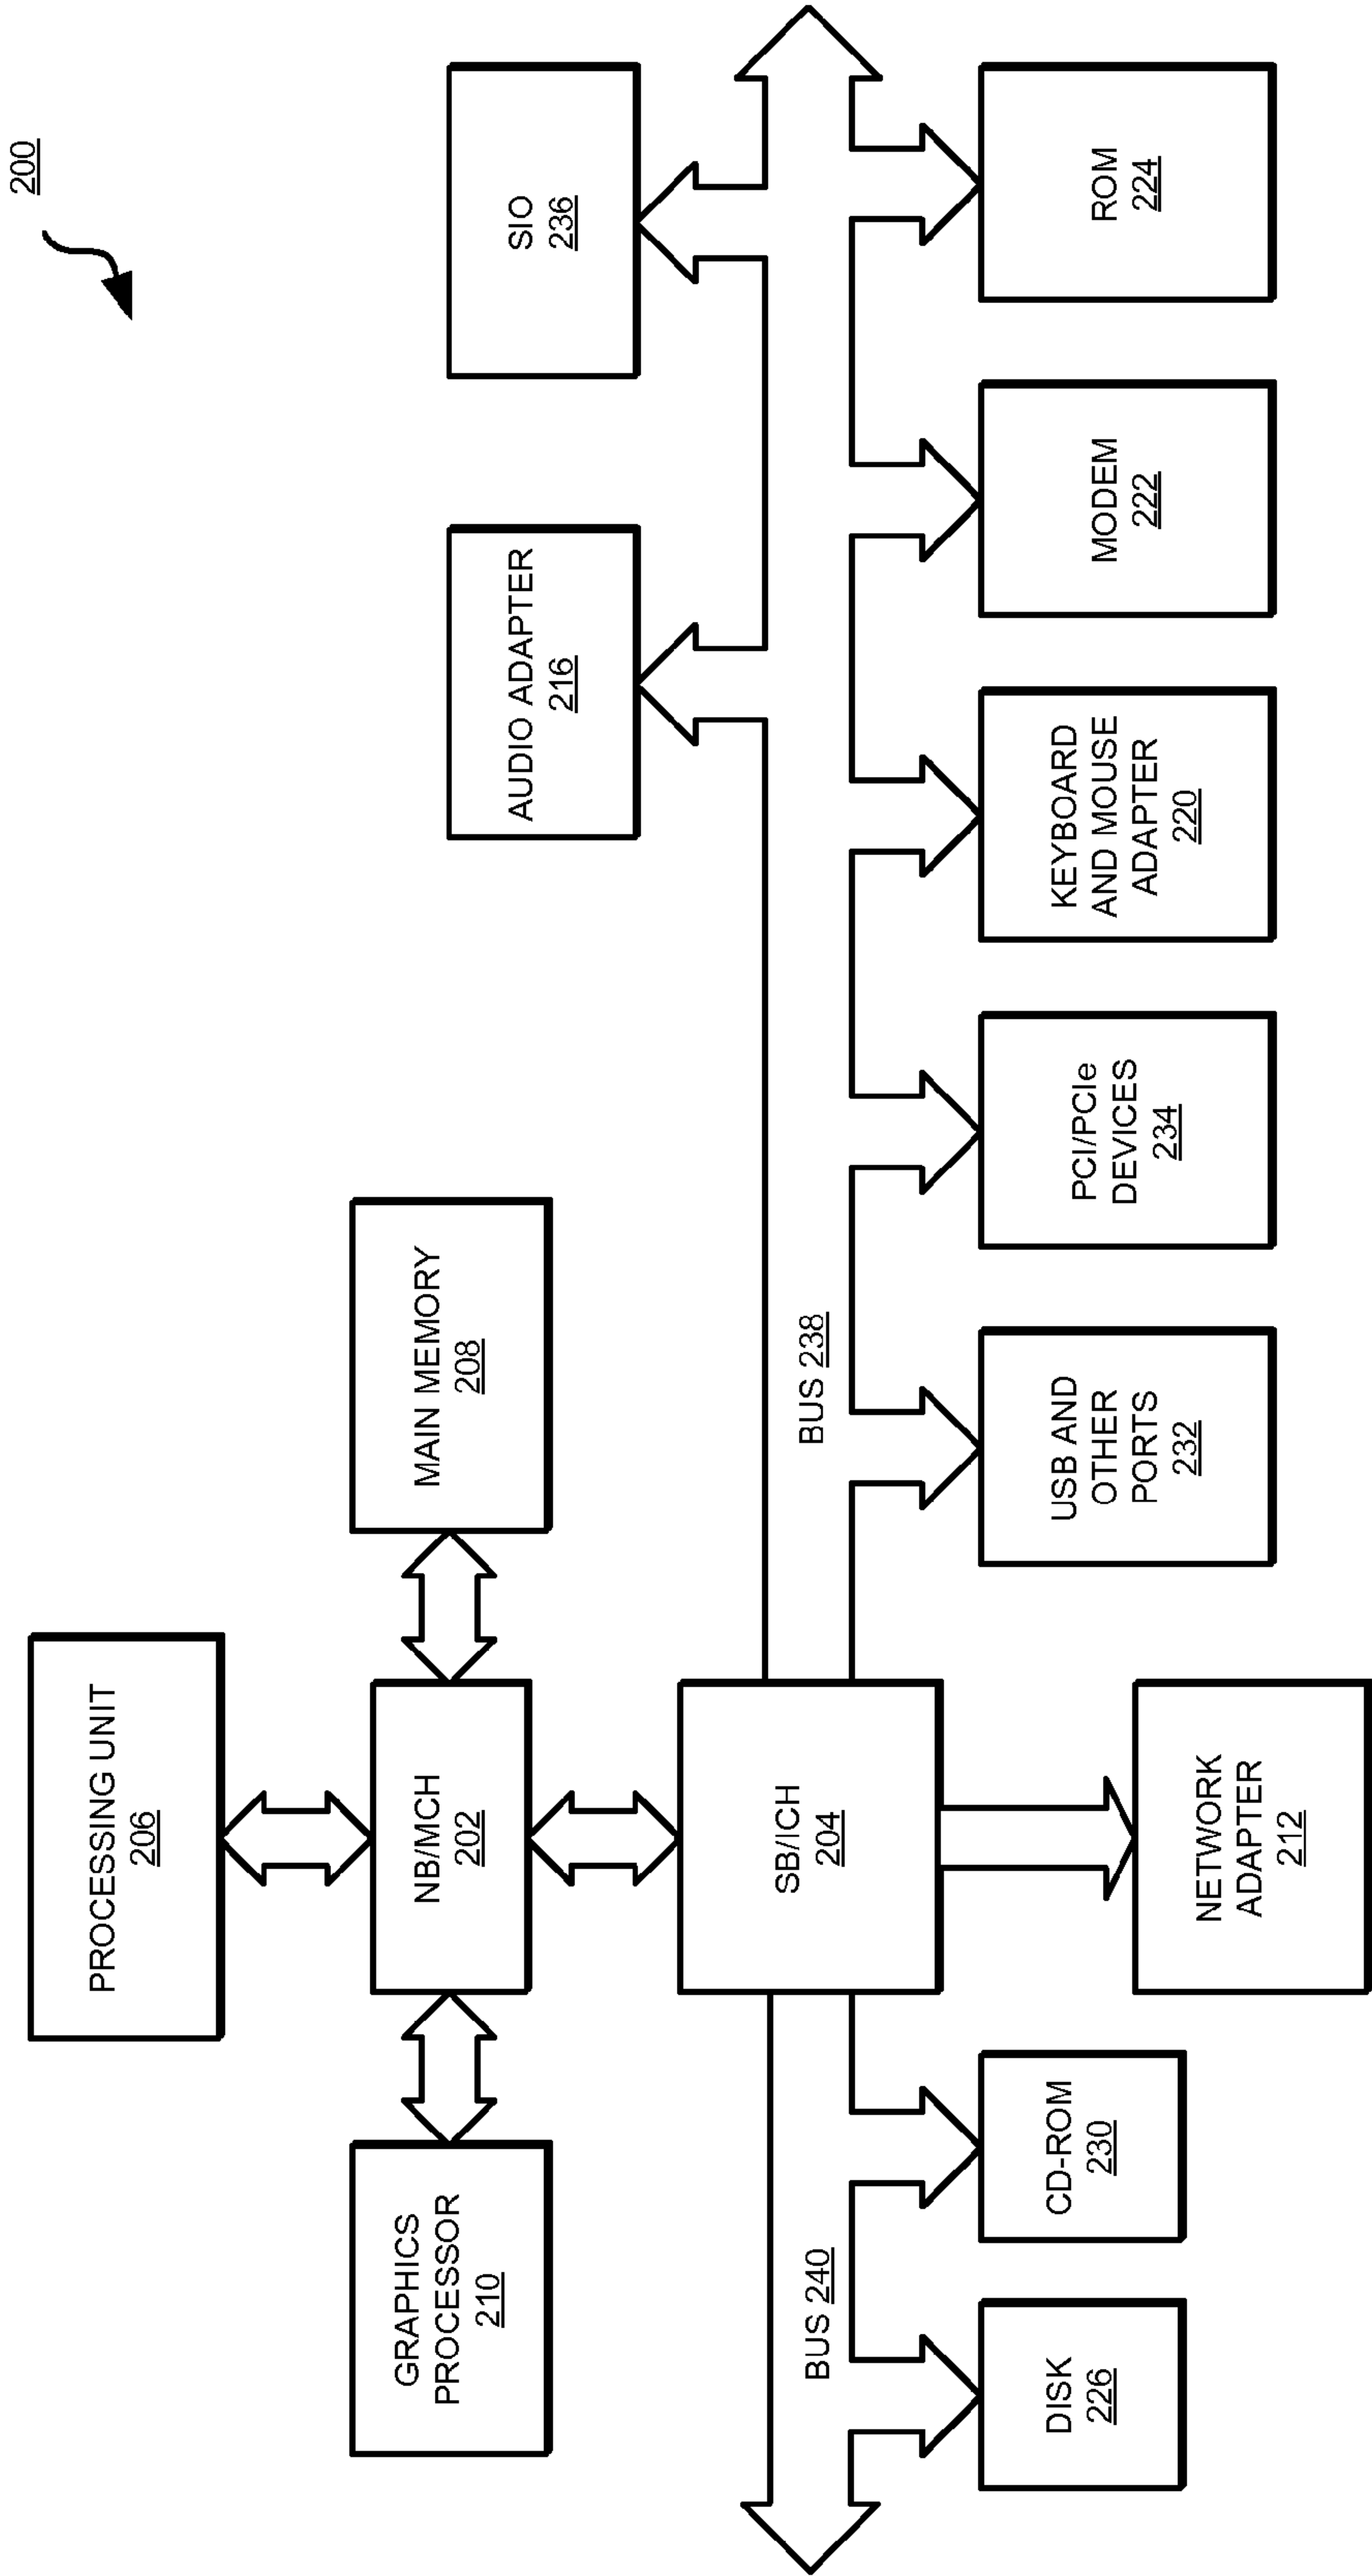 200
PROCESSING UNIT
206
GRAPHICS
PROCESSOR
210
NB/MCH
202
MAIN MEMORY
208
AUDIO ADAPTER
216
SIO
236
SB/ICH
204
BUS 240
BUS 238
DISK
226
CD-ROM
230
USB AND
OTHER
PORTS
232
PCI/PCIe
DEVICES
234
KEYBOARD
AND MOUSE
ADAPTER
220
MODEM
222
ROM
224
NETWORK
ADAPTER
212